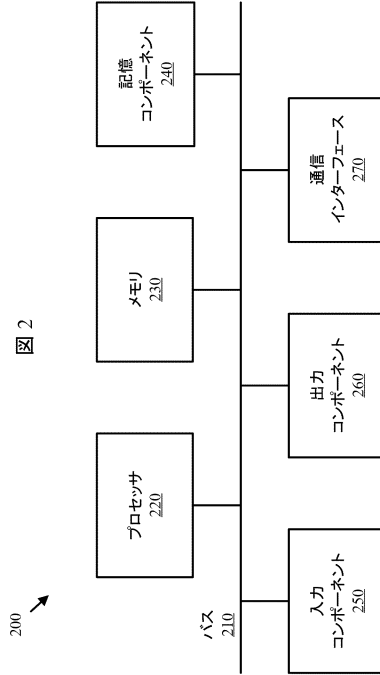 図 2
200
プロセッサ
220
メモリ
230
記憶
コンポーネント
240
バス
210
入力
コンポーネント
250
出力
コンポーネント
260
通信
インターフェース
270